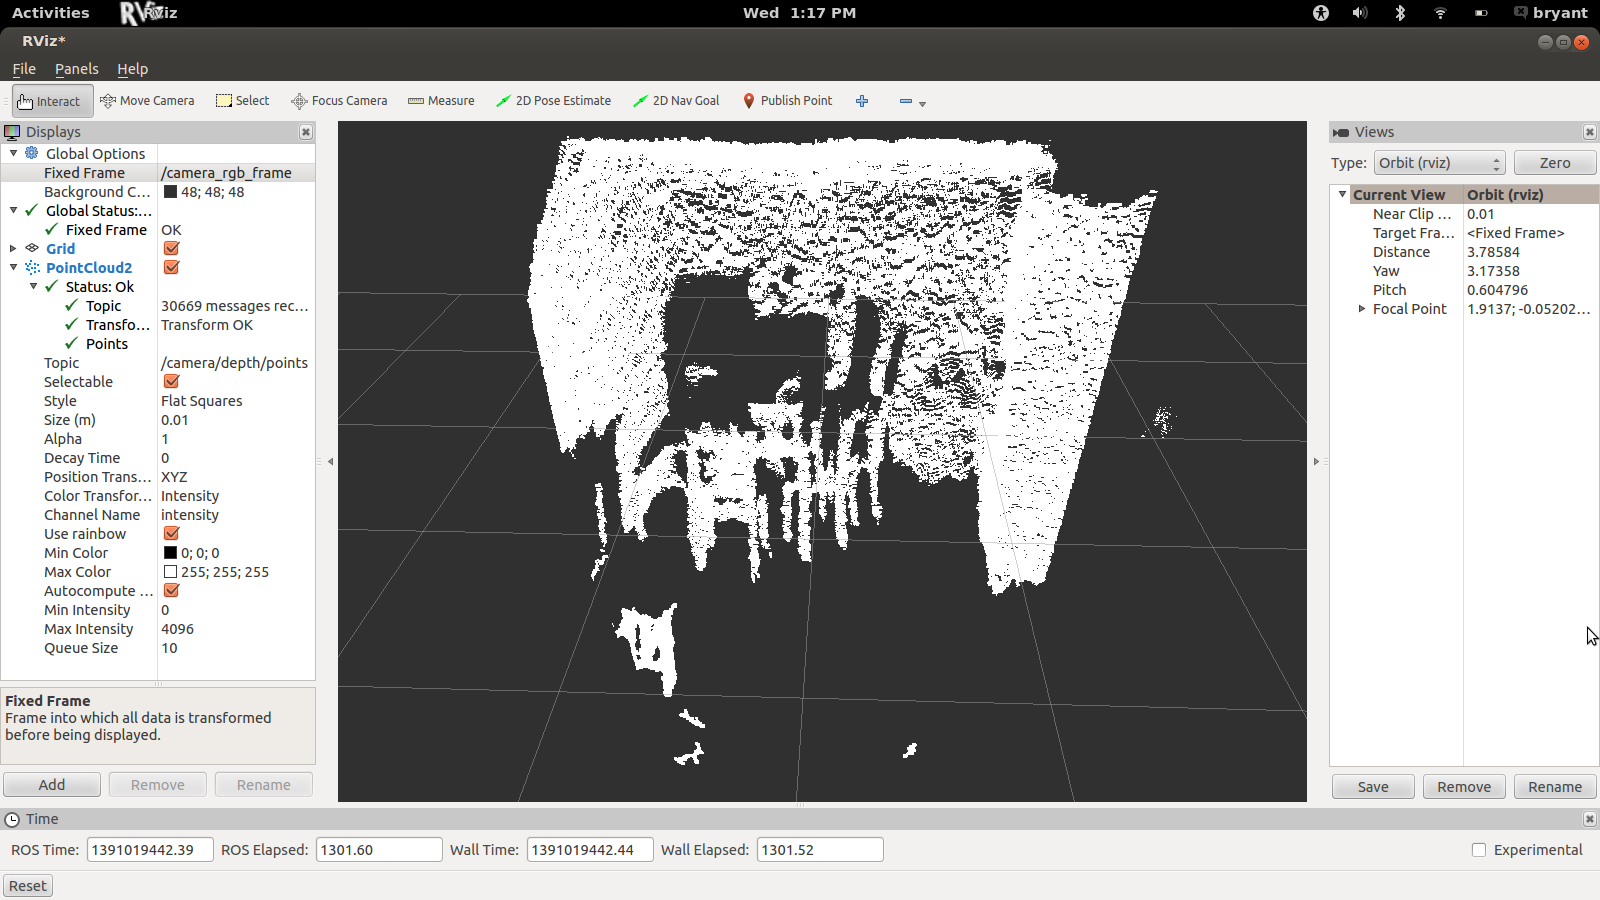 Activities RViz Wed 1:17 PM bryant
RViz*
File Panels Help
Interact Move Camera Select Focus Camera Measure 2D Pose Estimate 2D Nav Goal Publish Point
Displays
Global Options
Fixed Frame /camera_rgb_frame
Background C... 48; 48; 48
Global Status:...
Fixed Frame OK
Grid
PointCloud2
Status: Ok
Topic 30669 messages rec...
Transfo... Transform OK
Points
Topic /camera/depth/points
Selectable
Style Flat Squares
Size (m) 0.01
Alpha 1
Decay Time 0
Position Trans... XYZ
Color Transfor... Intensity
Channel Name intensity
Use rainbow
Min Color 0; 0; 0
Max Color 255; 255; 255
Autocompute ...
Min Intensity 0
Max Intensity 4096
Queue Size 10
Fixed Frame
Frame into which all data is transformed
before being displayed.
Add Remove Rename
Views
Type: Orbit (rviz) Zero
Current View Orbit (rviz)
Near Clip ... 0.01
Target Fra... <Fixed Frame>
Distance 3.78584
Yaw 3.17358
Pitch 0.604796
Focal Point 1.9137; -0.05202...
Save Remove Rename
Time
ROS Time: 1391019442.39 ROS Elapsed: 1301.60 Wall Time: 1391019442.44 Wall Elapsed: 1301.52 Experimental
Reset